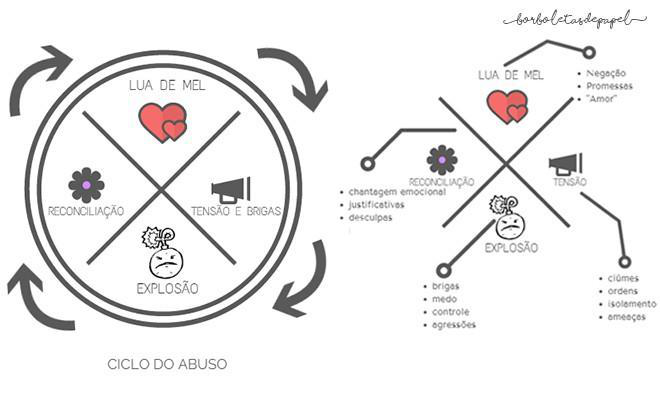 borboletasdepapel
LUA DE MEL
RECONCILIAÇÃO
TENSÃO E BRIGAS
EXPLOSÃO
CICLO DO ABUSO
LUA DE MEL
• Negação
• Promessas
• "Amor"
RECONCILIAÇÃO
• chantagem emocional
• justificativas
• desculpas
TENSÃO
EXPLOSÃO
• brigas
• medo
• controle
• agressões
• ciúmes
• ordens
• isolamento
• ameaças